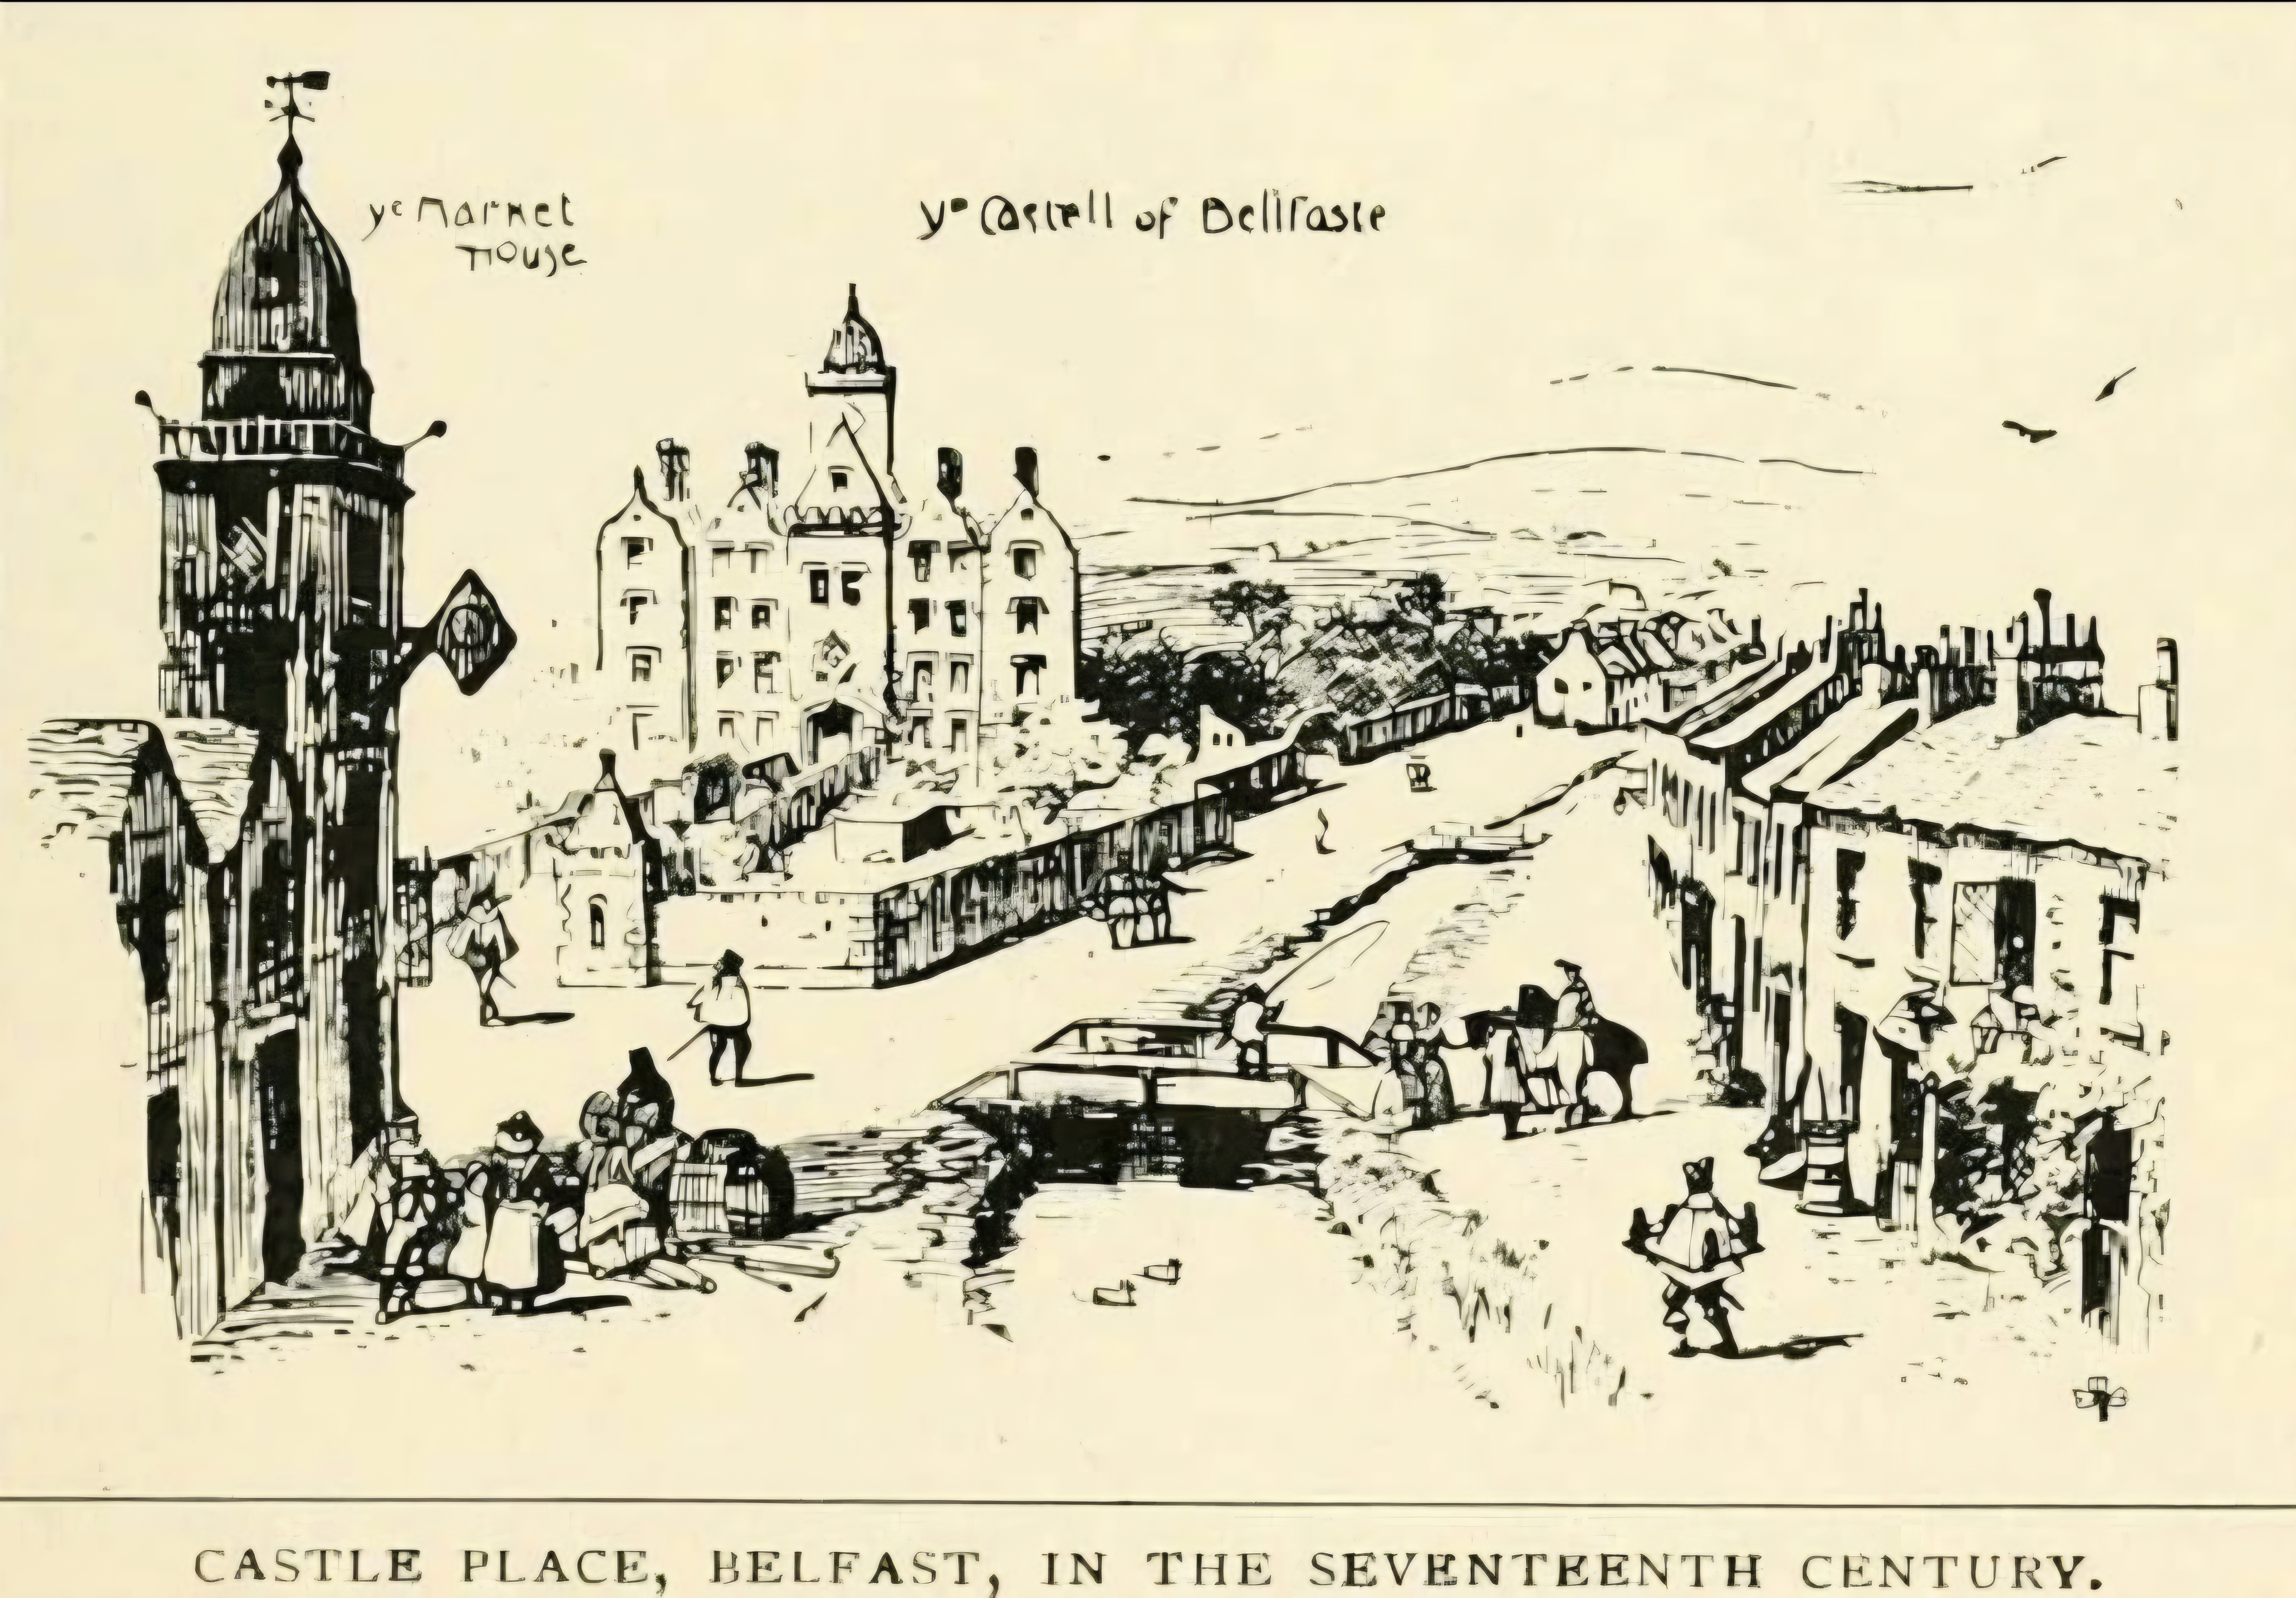 ye Market
House
ye Castell of Bellfaste
CASTLE PLACE, BELFAST, IN THE SEVENTEENTH CENTURY.